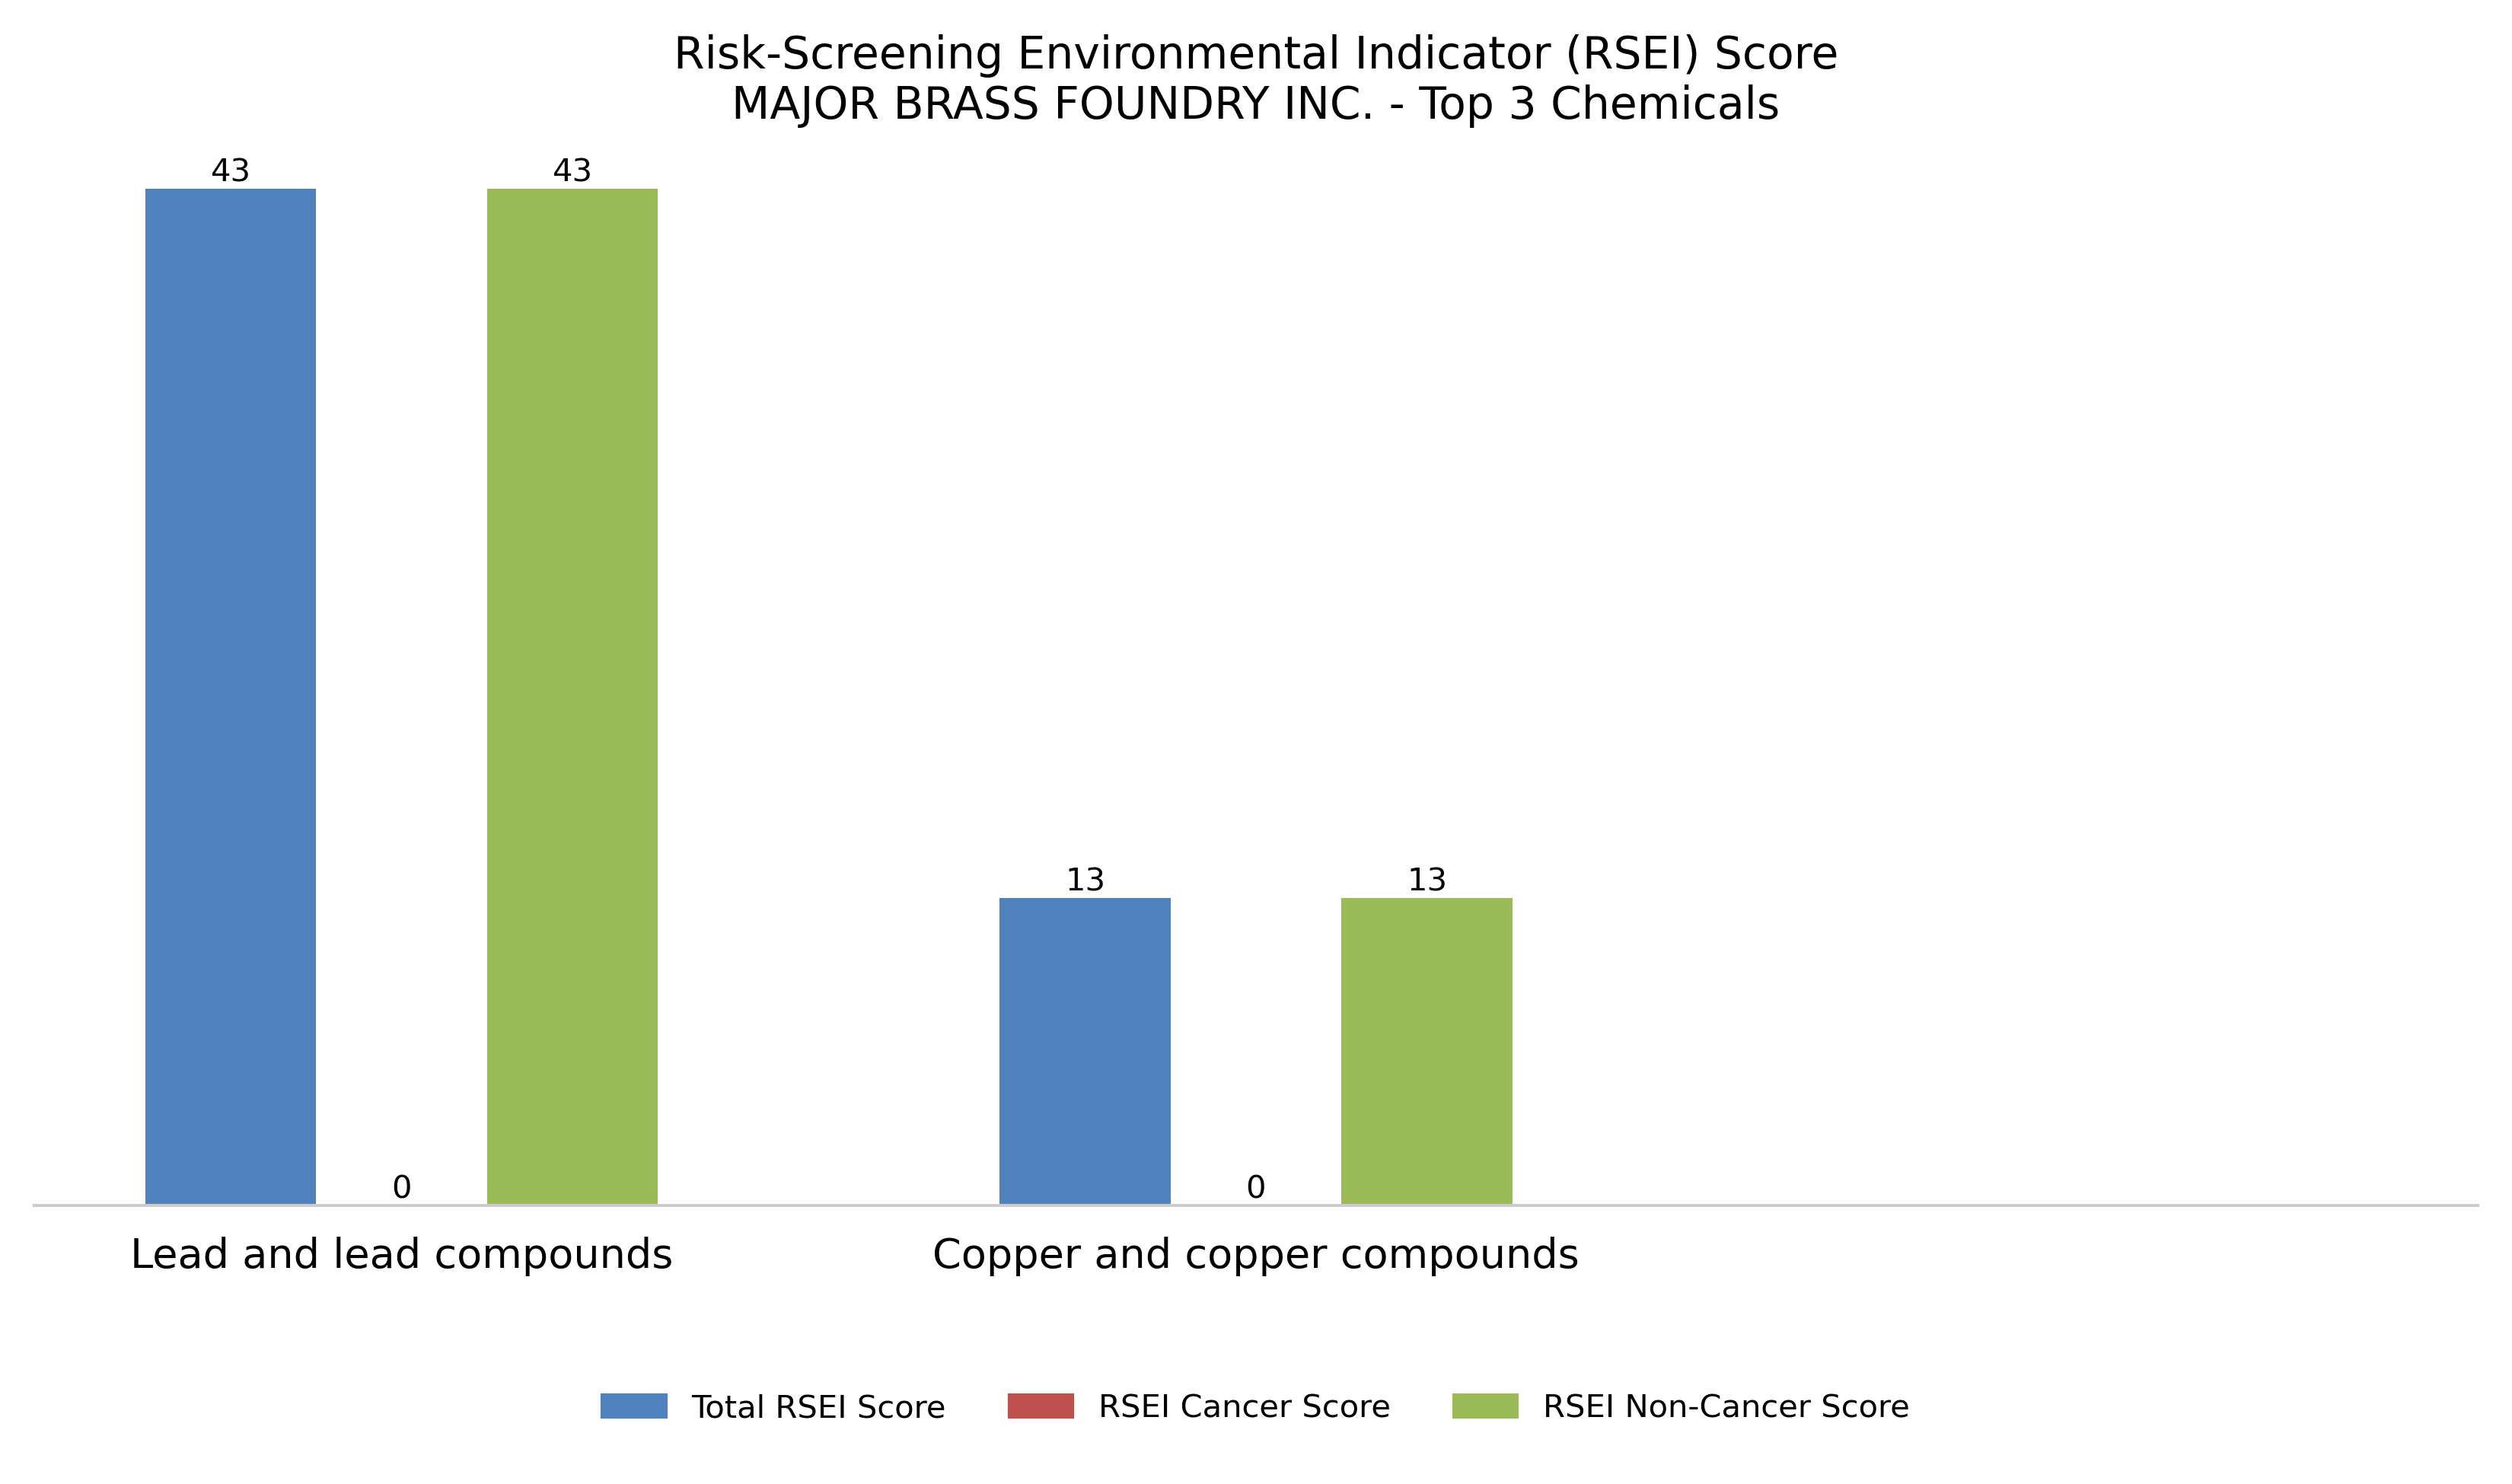 Risk-Screening Environmental Indicator (RSEI) Score
MAJOR BRASS FOUNDRY INC. - Top 3 Chemicals
43
43
13
13
0
0
Lead and lead compounds
Copper and copper compounds
Total RSEI Score
RSEI Cancer Score
RSEI Non-Cancer Score